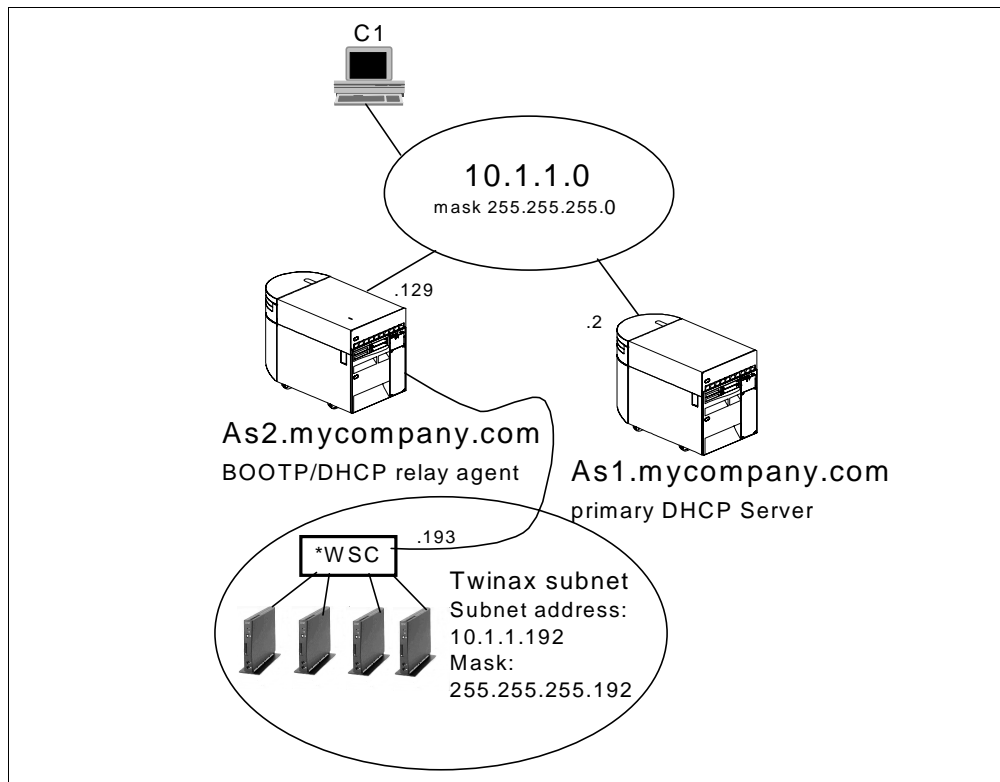 C1
10.1.1.0
mask 255.255.255.0
.129
.2
As2.mycompany.com
BOOTP/DHCP relay agent
As1.mycompany.com
primary DHCP Server
.193
*WSC
Twinax subnet
Subnet address:
10.1.1.192
Mask:
255.255.255.192